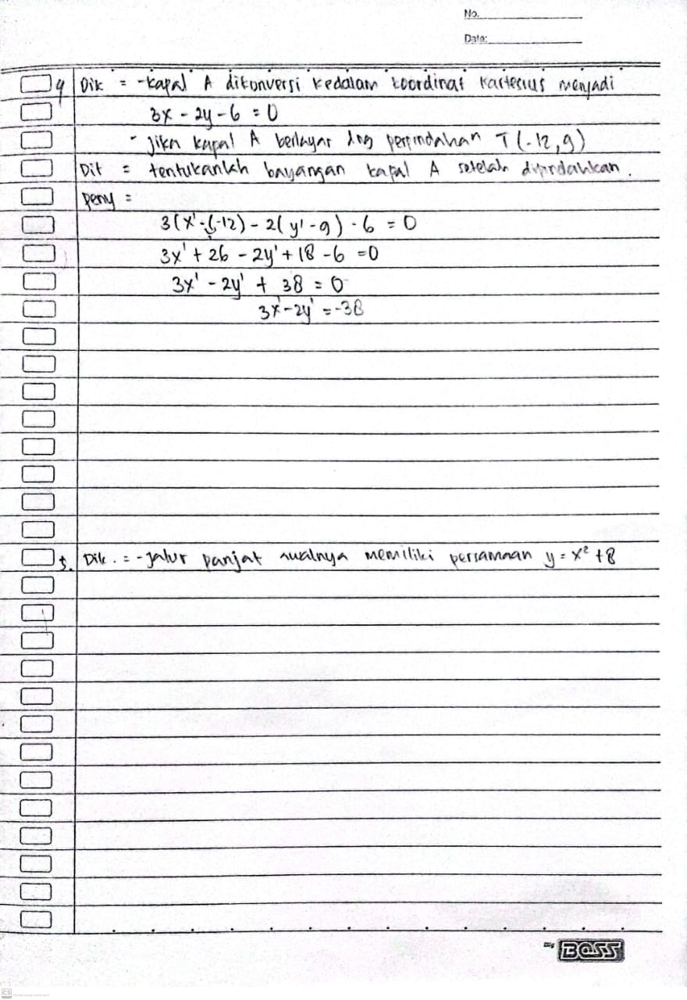 No.
Date:
4 Dik = - kapal A dikonversi kedalam koordinat kartesius menjadi
3x - 2y - 6 = 0
- Jika kapal A berlayar dng perpindahan T (-12, 9)
Dit = tentukanlah bayangan kapal A setelah dipindahkan.
peny =
3(x' - (-12) - 2(y' - 9) - 6 = 0
3x' + 26 - 2y' + 18 - 6 = 0
3x' - 2y' + 38 = 0
3x' - 2y' = -38
5. Dik. = - Jalur panjat awalnya memiliki persamaan y = x² + 8
BOSS
CS